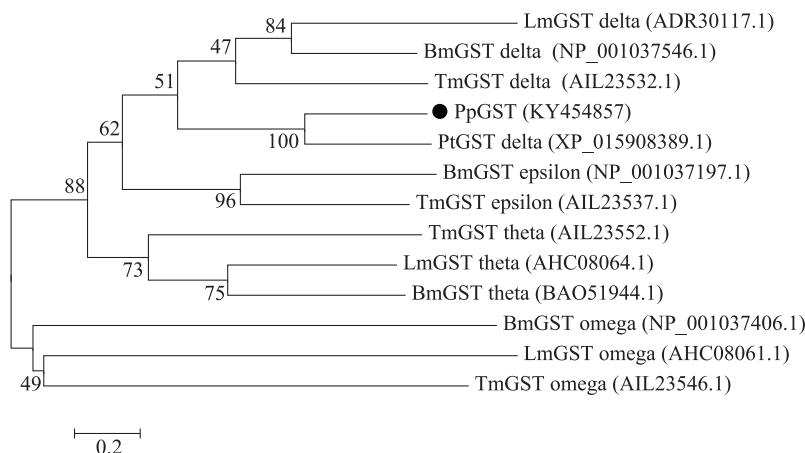 84
LmGST delta (ADR30117.1)
47
BmGST delta (NP_001037546.1)
51
TmGST delta (AIL23532.1)
62
PpGST (KY454857)
100
PtGST delta (XP_015908389.1)
88
BmGST epsilon (NP_001037197.1)
96
TmGST epsilon (AIL23537.1)
TmGST theta (AIL23552.1)
73
LmGST theta (AHC08064.1)
75
BmGST theta (BAO51944.1)
BmGST omega (NP_001037406.1)
LmGST omega (AHC08061.1)
49
TmGST omega (AIL23546.1)
0.2